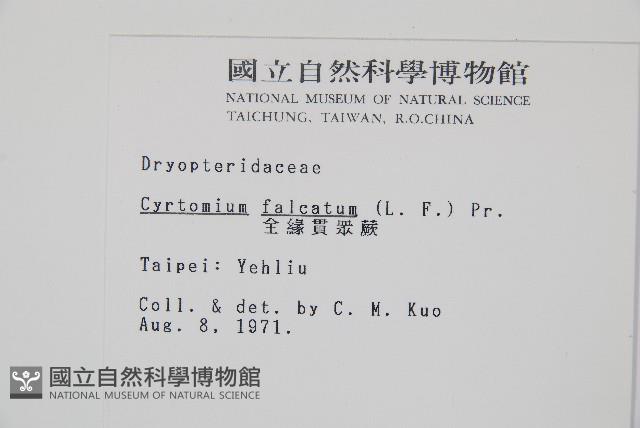 國立自然科學博物館
NATIONAL MUSEUM OF NATURAL SCIENCE
TAICHUNG, TAIWAN, R.O.CHINA
Dryopteridaceae
Cyrtomium falcatum (L. F.) Pr.
全緣貫眾蕨
Taipei: Yehliu
Coll. & det. by C. M. Kuo
Aug. 8, 1971.
國立自然科學博物館
NATIONAL MUSEUM OF NATURAL SCIENCE